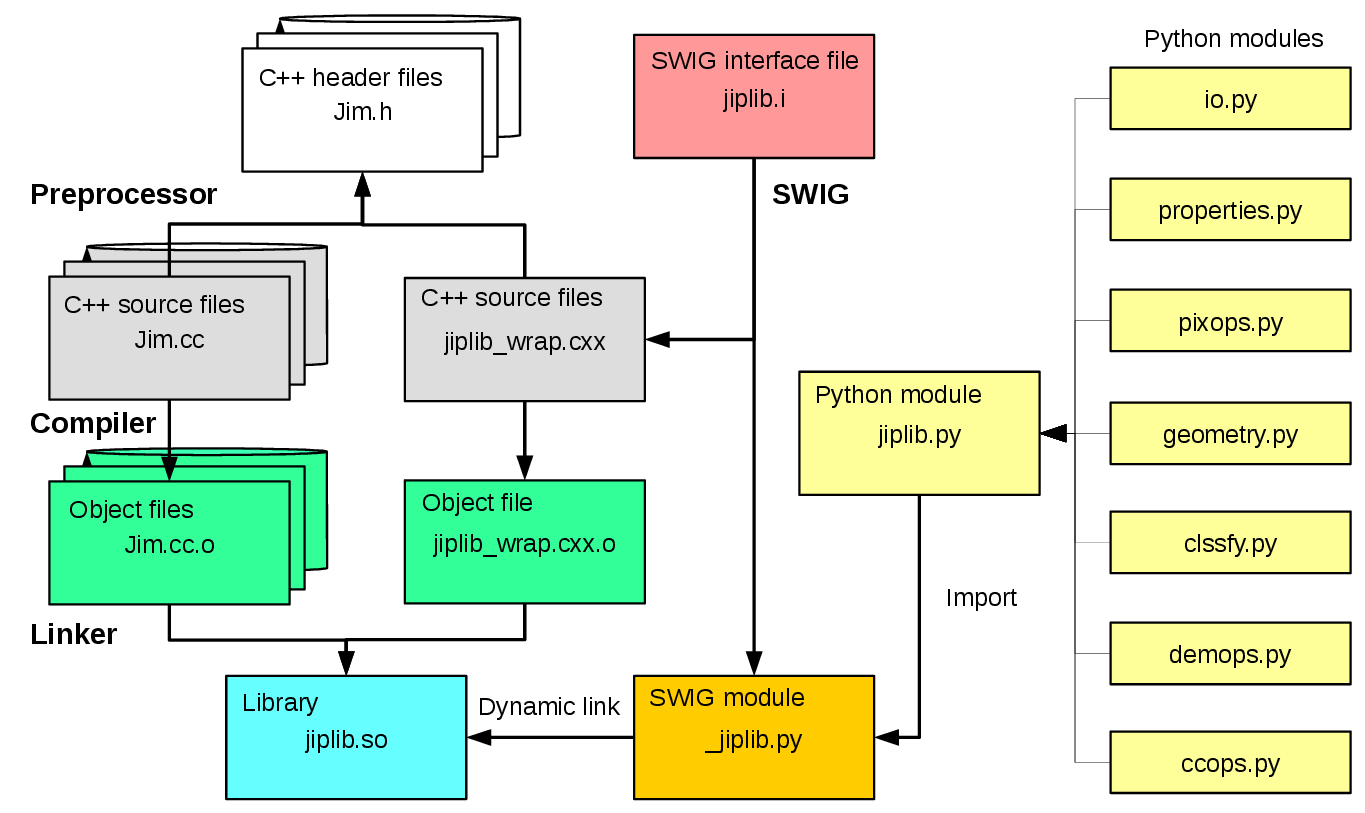 C++ header files
Jim.h
SWIG interface file
jiplib.i
Python modules
io.py
Preprocessor
SWIG
properties.py
C++ source files
Jim.cc
C++ source files
jiplib_wrap.cxx
pixops.py
Compiler
Python module
jiplib.py
geometry.py
Object files
Jim.cc.o
Object file
jiplib_wrap.cxx.o
clssfy.py
Import
Linker
demops.py
Library
jiplib.so
Dynamic link
SWIG module
_jiplib.py
ccops.py